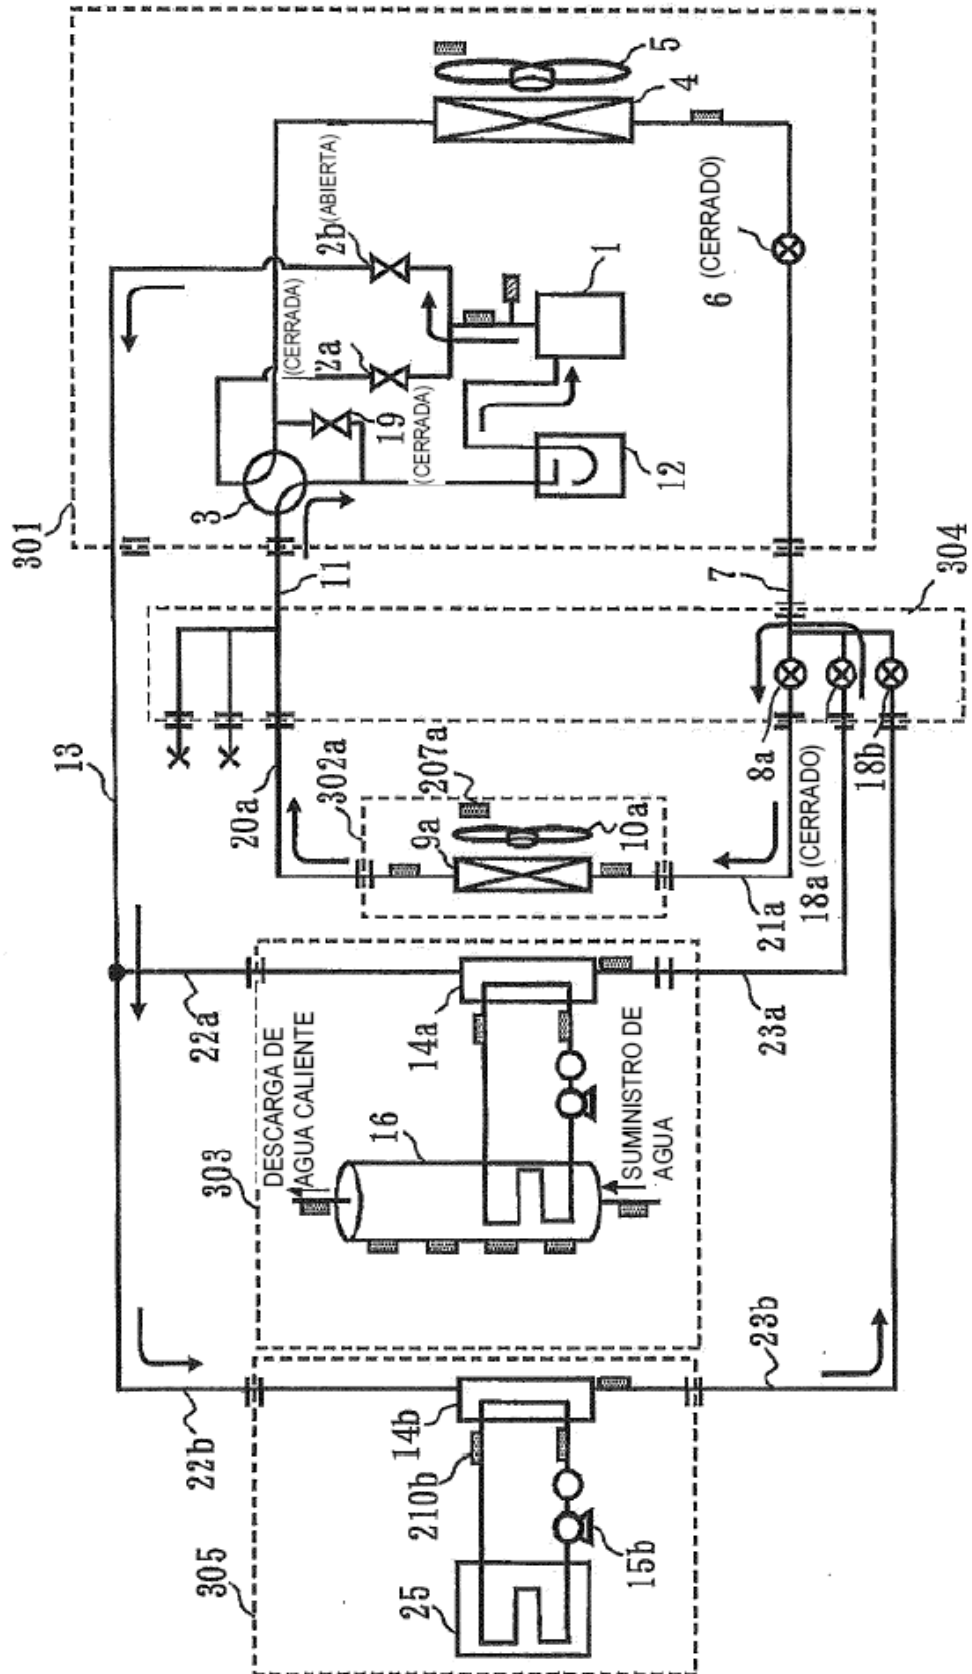 301
13
305
22b
303
22a
3
20a
DESCARGA DE
AGUA CALIENTE
(CERRADA)
2b (ABIERTA)
2a
302a
11
19
(CERRADA)
25
210b
14b
16
14a
9a
207a
1
15b
SUMINISTRO DE
AGUA
10a
12
5
4
6 (CERRADO)
7
23b
23a
21a
8a
18a (CERRADO)
18b
304